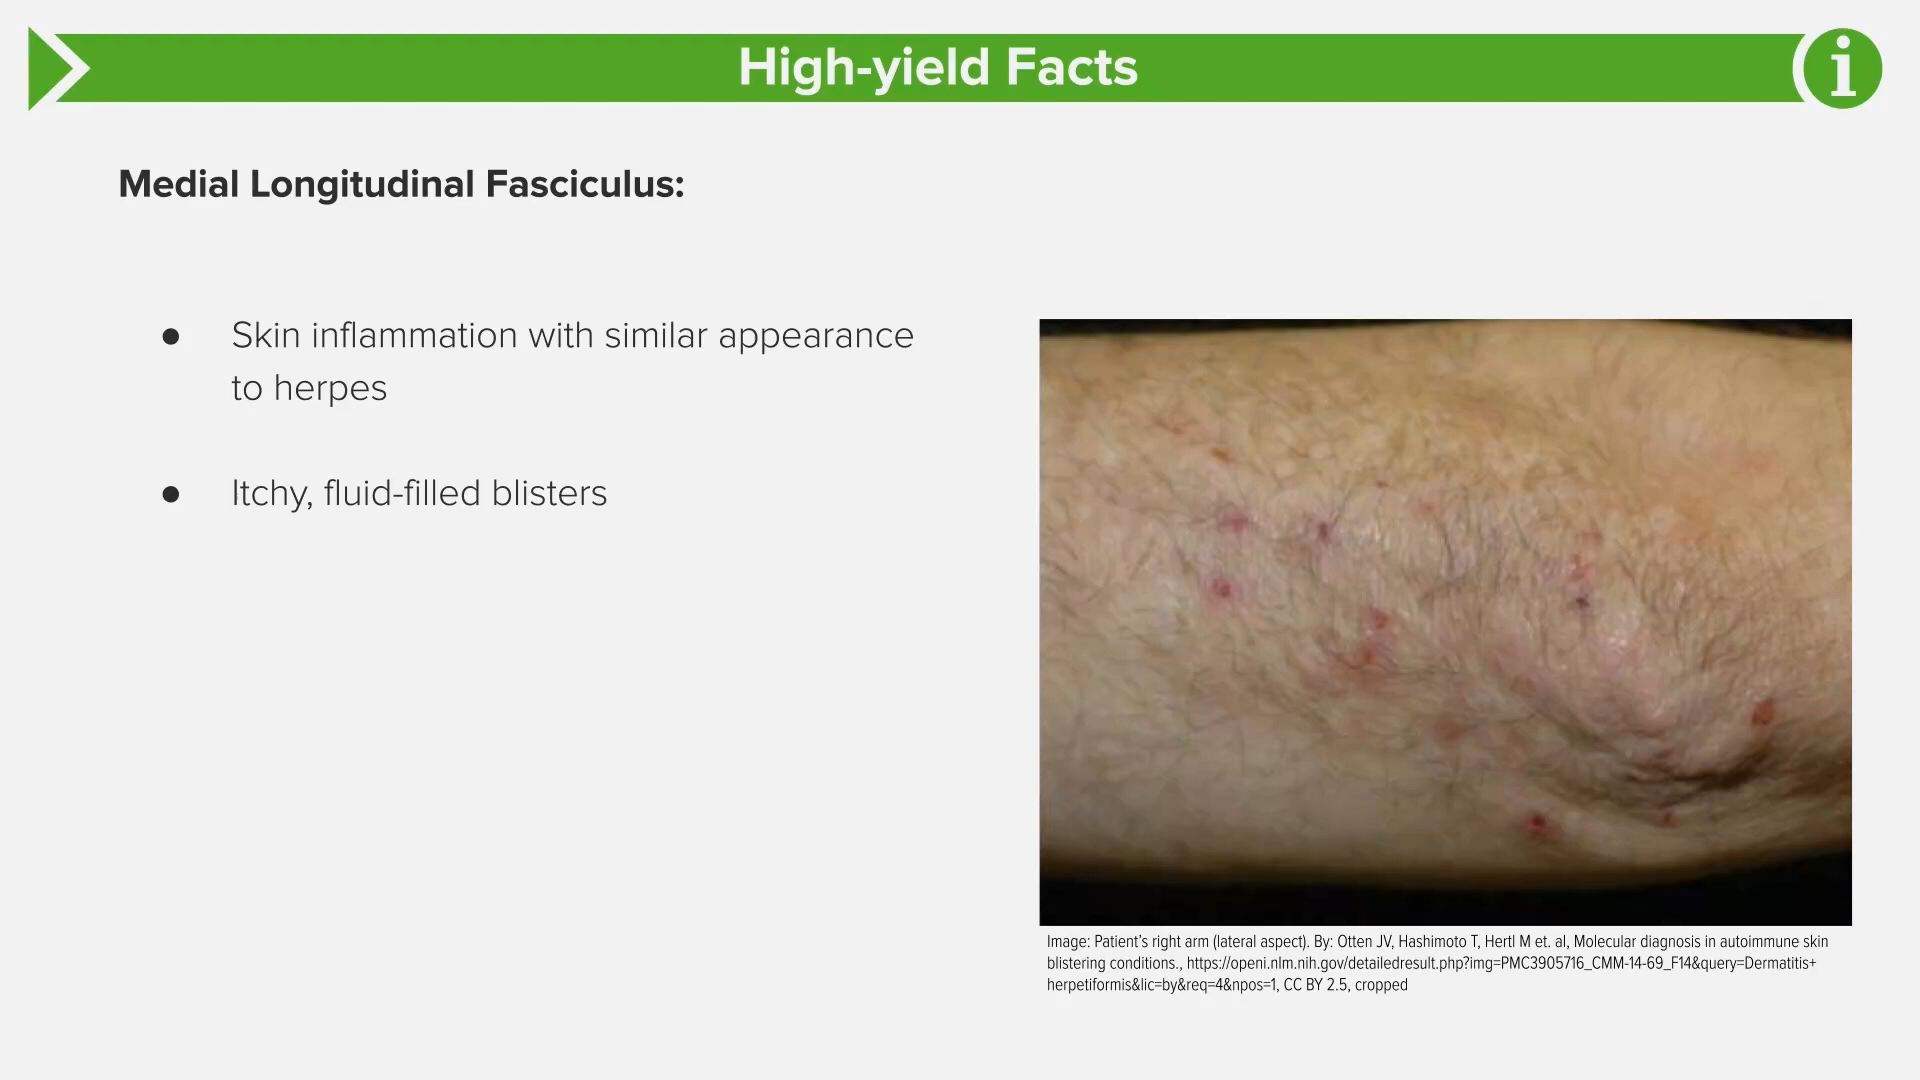 High-yield Facts
i
Medial Longitudinal Fasciculus:
● Skin inflammation with similar appearance
to herpes
● Itchy, fluid-filled blisters
Image: Patient's right arm (lateral aspect). By: Otten JV, Hashimoto T, Hertl M et. al, Molecular diagnosis in autoimmune skin
blistering conditions., https://openi.nlm.nih.gov/detailedresult.php?img=PMC3905716_CMM-14-69_F14&query=Dermatitis+
herpetiformis&lic=by&req=4&npos=1, CC BY 2.5, cropped